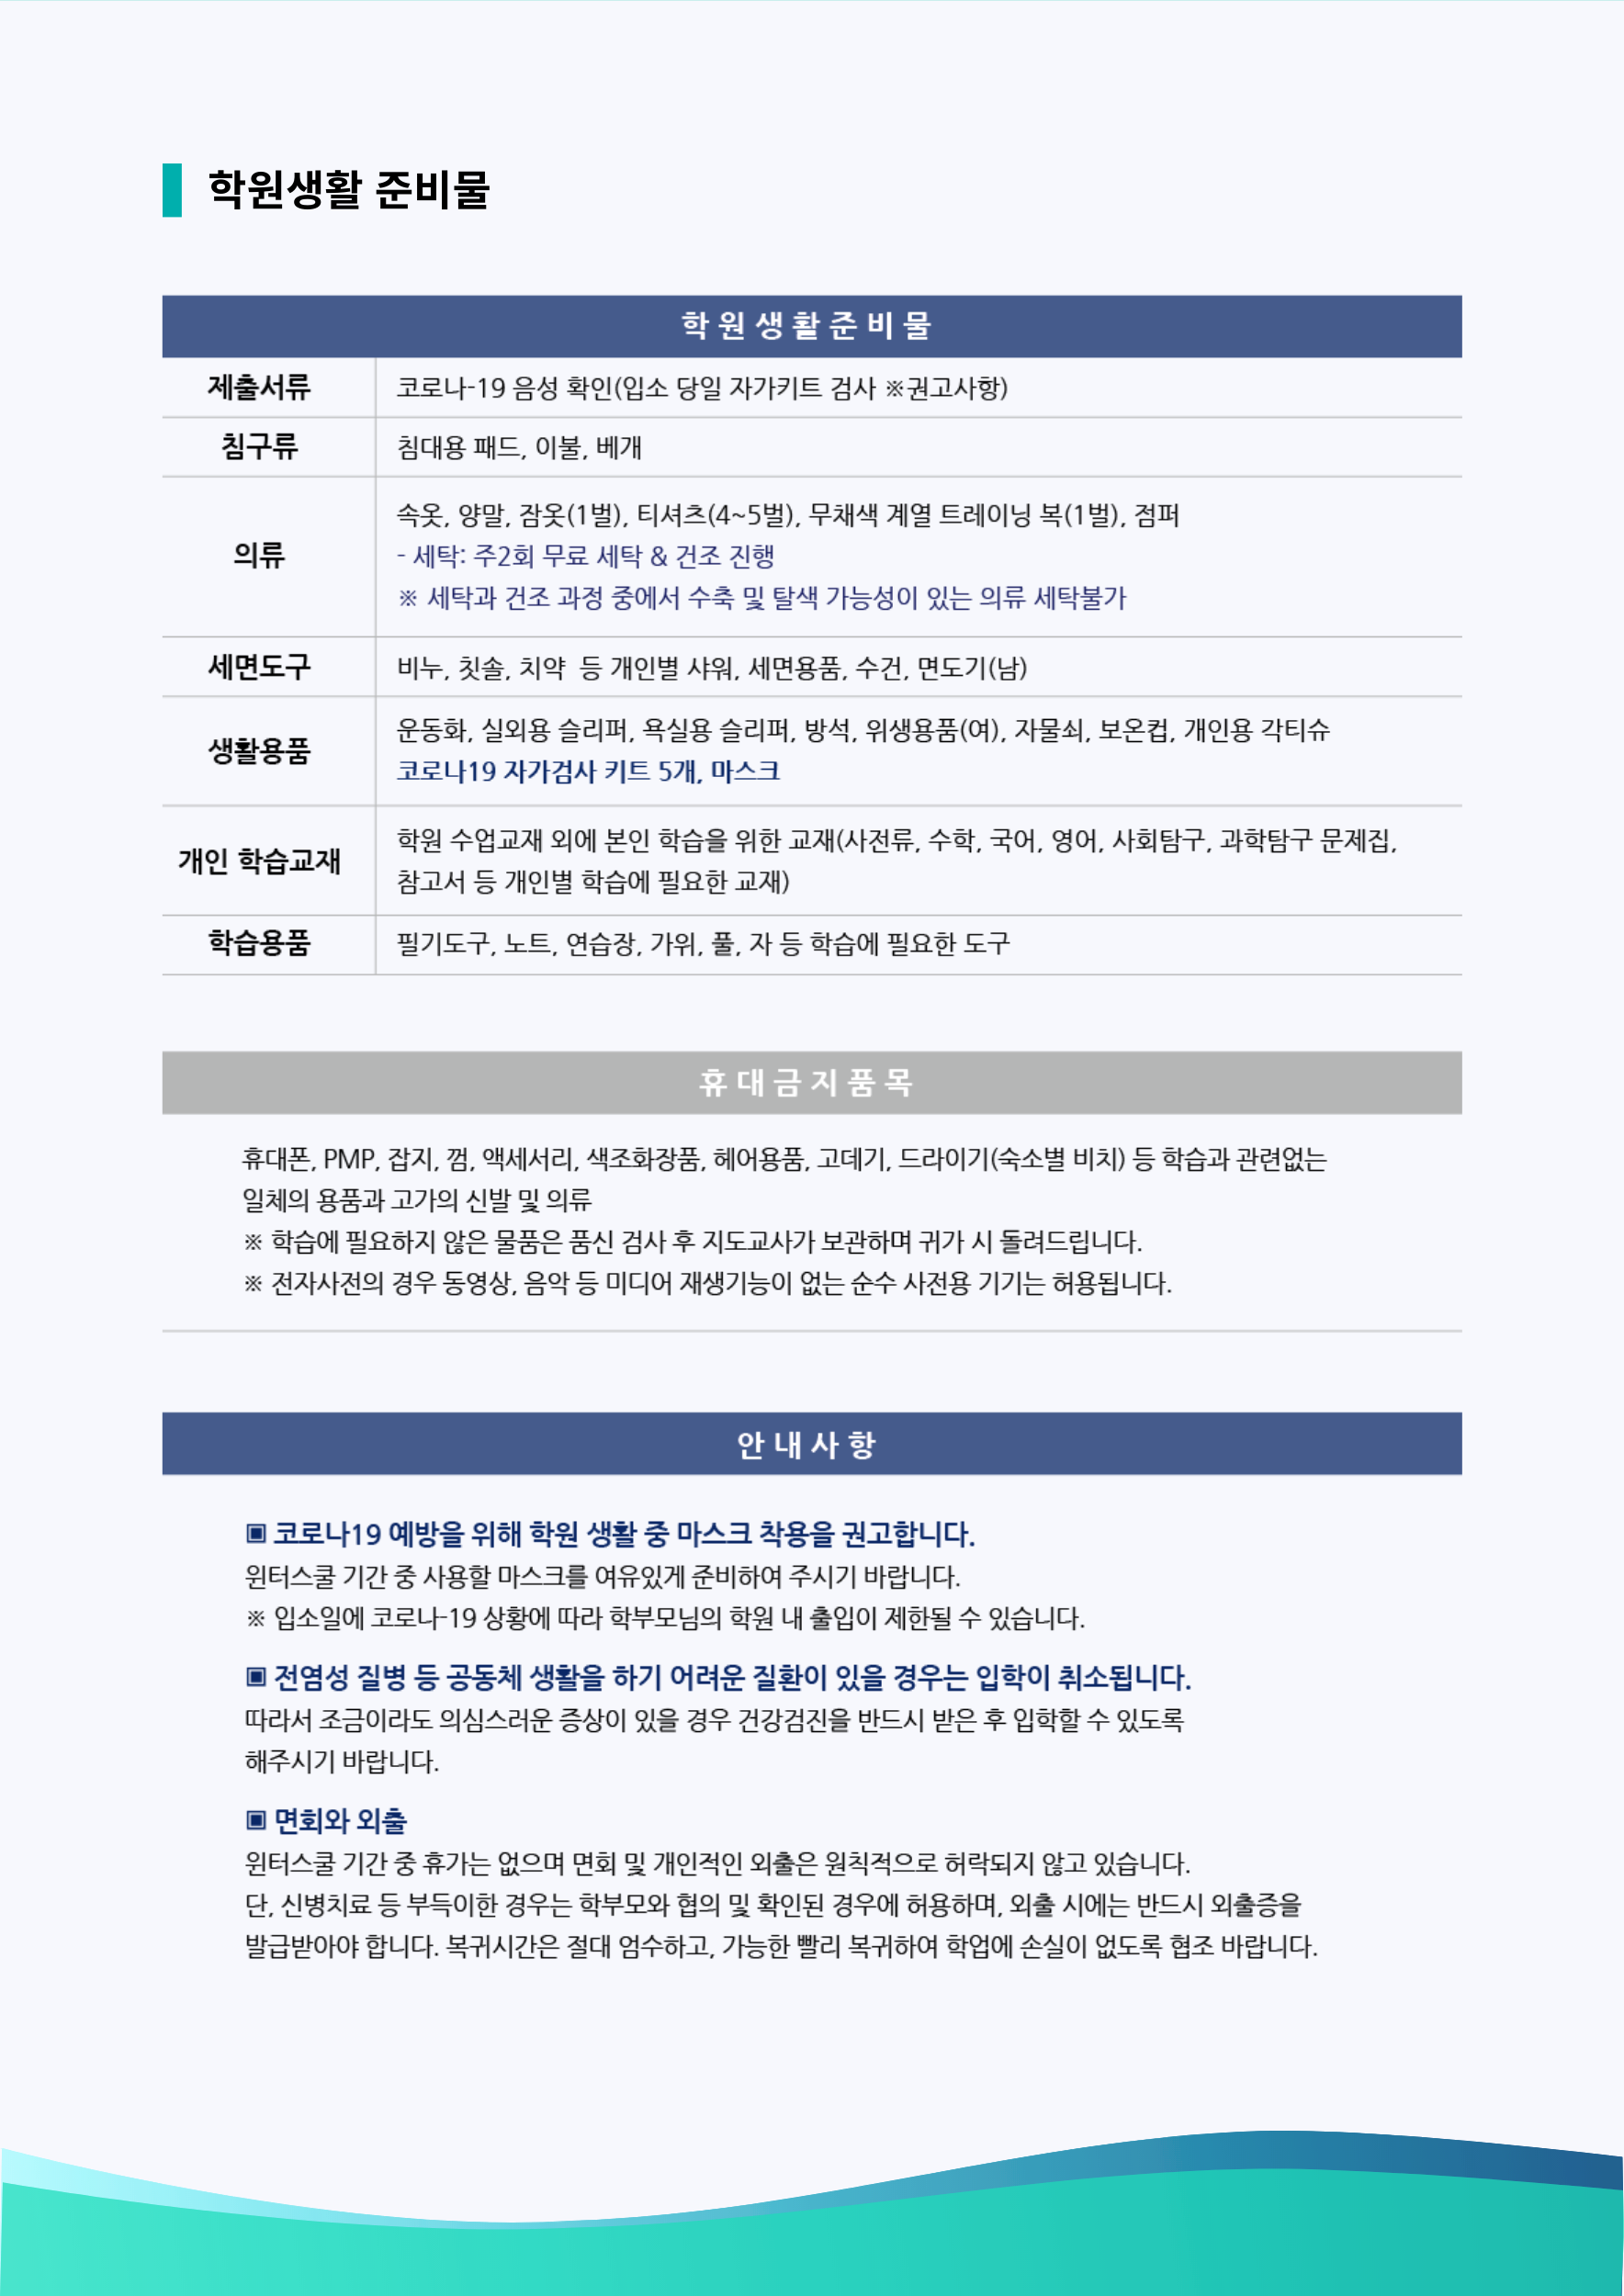 학원생활 준비물
학원생활준비물
제출서류
코로나-19 음성 확인(입소 당일 자가키트 검사 ※권고사항)
침구류
침대용 패드, 이불, 베개
의류
속옷, 양말, 잠옷(1벌), 티셔츠(4~5벌), 무채색 계열 트레이닝 복(1벌), 점퍼
- 세탁: 주2회 무료 세탁 & 건조 진행
※ 세탁과 건조 과정 중에서 수축 및 탈색 가능성이 있는 의류 세탁불가
세면도구
비누, 칫솔, 치약 등 개인별 샤워, 세면용품, 수건, 면도기(남)
생활용품
운동화, 실외용 슬리퍼, 욕실용 슬리퍼, 방석, 위생용품(여), 자물쇠, 보온컵, 개인용 각티슈
코로나19 자가검사 키트 5개, 마스크
개인 학습교재
학원 수업교재 외에 본인 학습을 위한 교재(사전류, 수학, 국어, 영어, 사회탐구, 과학탐구 문제집,
참고서 등 개인별 학습에 필요한 교재)
학습용품
필기도구, 노트, 연습장, 가위, 풀, 자 등 학습에 필요한 도구
휴대금지품목
휴대폰, PMP, 잡지, 껌, 액세서리, 색조화장품, 헤어용품, 고데기, 드라이기(숙소별 비치) 등 학습과 관련없는
일체의 용품과 고가의 신발 및 의류
※ 학습에 필요하지 않은 물품은 품신 검사 후 지도교사가 보관하며 귀가 시 돌려드립니다.
※ 전자사전의 경우 동영상, 음악 등 미디어 재생기능이 없는 순수 사전용 기기는 허용됩니다.
안내사항
▣ 코로나19 예방을 위해 학원 생활 중 마스크 착용을 권고합니다.
윈터스쿨 기간 중 사용할 마스크를 여유있게 준비하여 주시기 바랍니다.
※ 입소일에 코로나-19 상황에 따라 학부모님의 학원 내 출입이 제한될 수 있습니다.
▣ 전염성 질병 등 공동체 생활을 하기 어려운 질환이 있을 경우는 입학이 취소됩니다.
따라서 조금이라도 의심스러운 증상이 있을 경우 건강검진을 반드시 받은 후 입학할 수 있도록
해주시기 바랍니다.
▣ 면회와 외출
윈터스쿨 기간 중 휴가는 없으며 면회 및 개인적인 외출은 원칙적으로 허락되지 않고 있습니다.
단, 신병치료 등 부득이한 경우는 학부모와 협의 및 확인된 경우에 허용하며, 외출 시에는 반드시 외출증을
발급받아야 합니다. 복귀시간은 절대 엄수하고, 가능한 빨리 복귀하여 학업에 손실이 없도록 협조 바랍니다.